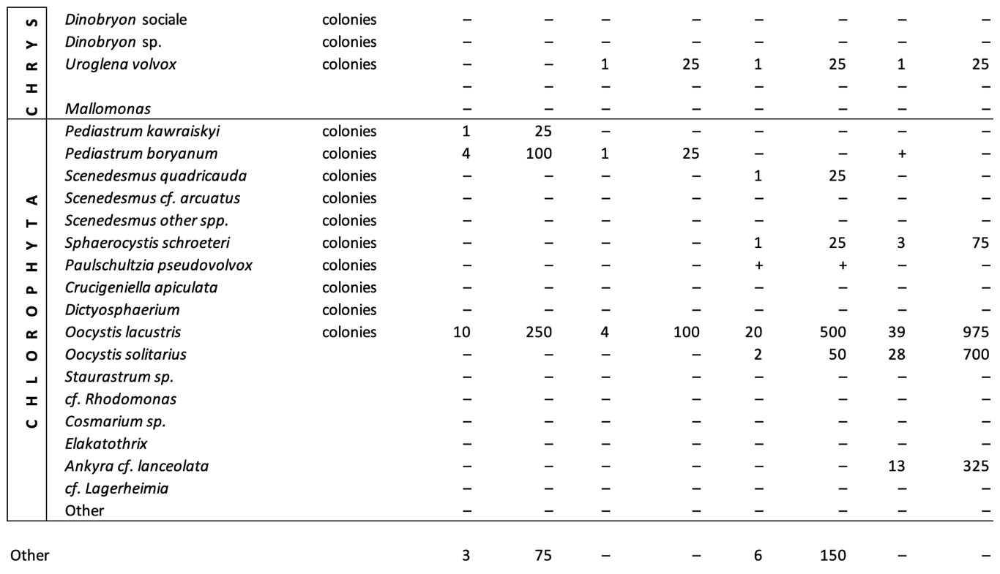 CHRYS
Dinobryon sociale colonies – – – – – – – –
Dinobryon sp. colonies – – – – – – – –
Uroglena volvox colonies – – 1 25 1 25 1 25
– – – – – – – –
Mallomonas – – – – – – – –
CHLOROPHYTA
Pediastrum kawraiskyi colonies 1 25 – – – – – –
Pediastrum boryanum colonies 4 100 1 25 – – + –
Scenedesmus quadricauda colonies – – – – 1 25 – –
Scenedesmus cf. arcuatus colonies – – – – – – – –
Scenedesmus other spp. colonies – – – – – – – –
Sphaerocystis schroeteri colonies – – – – 1 25 3 75
Paulschultzia pseudovolvox colonies – – – – + + – –
Crucigeniella apiculata colonies – – – – – – – –
Dictyosphaerium colonies – – – – – – – –
Oocystis lacustris colonies 10 250 4 100 20 500 39 975
Oocystis solitarius – – – – 2 50 28 700
Staurastrum sp. – – – – – – – –
cf. Rhodomonas – – – – – – – –
Cosmarium sp. – – – – – – – –
Elakatothrix – – – – – – – –
Ankyra cf. lanceolata – – – – – – 13 325
cf. Lagerheimia – – – – – – – –
Other – – – – – – – –
Other 3 75 – – 6 150 – –